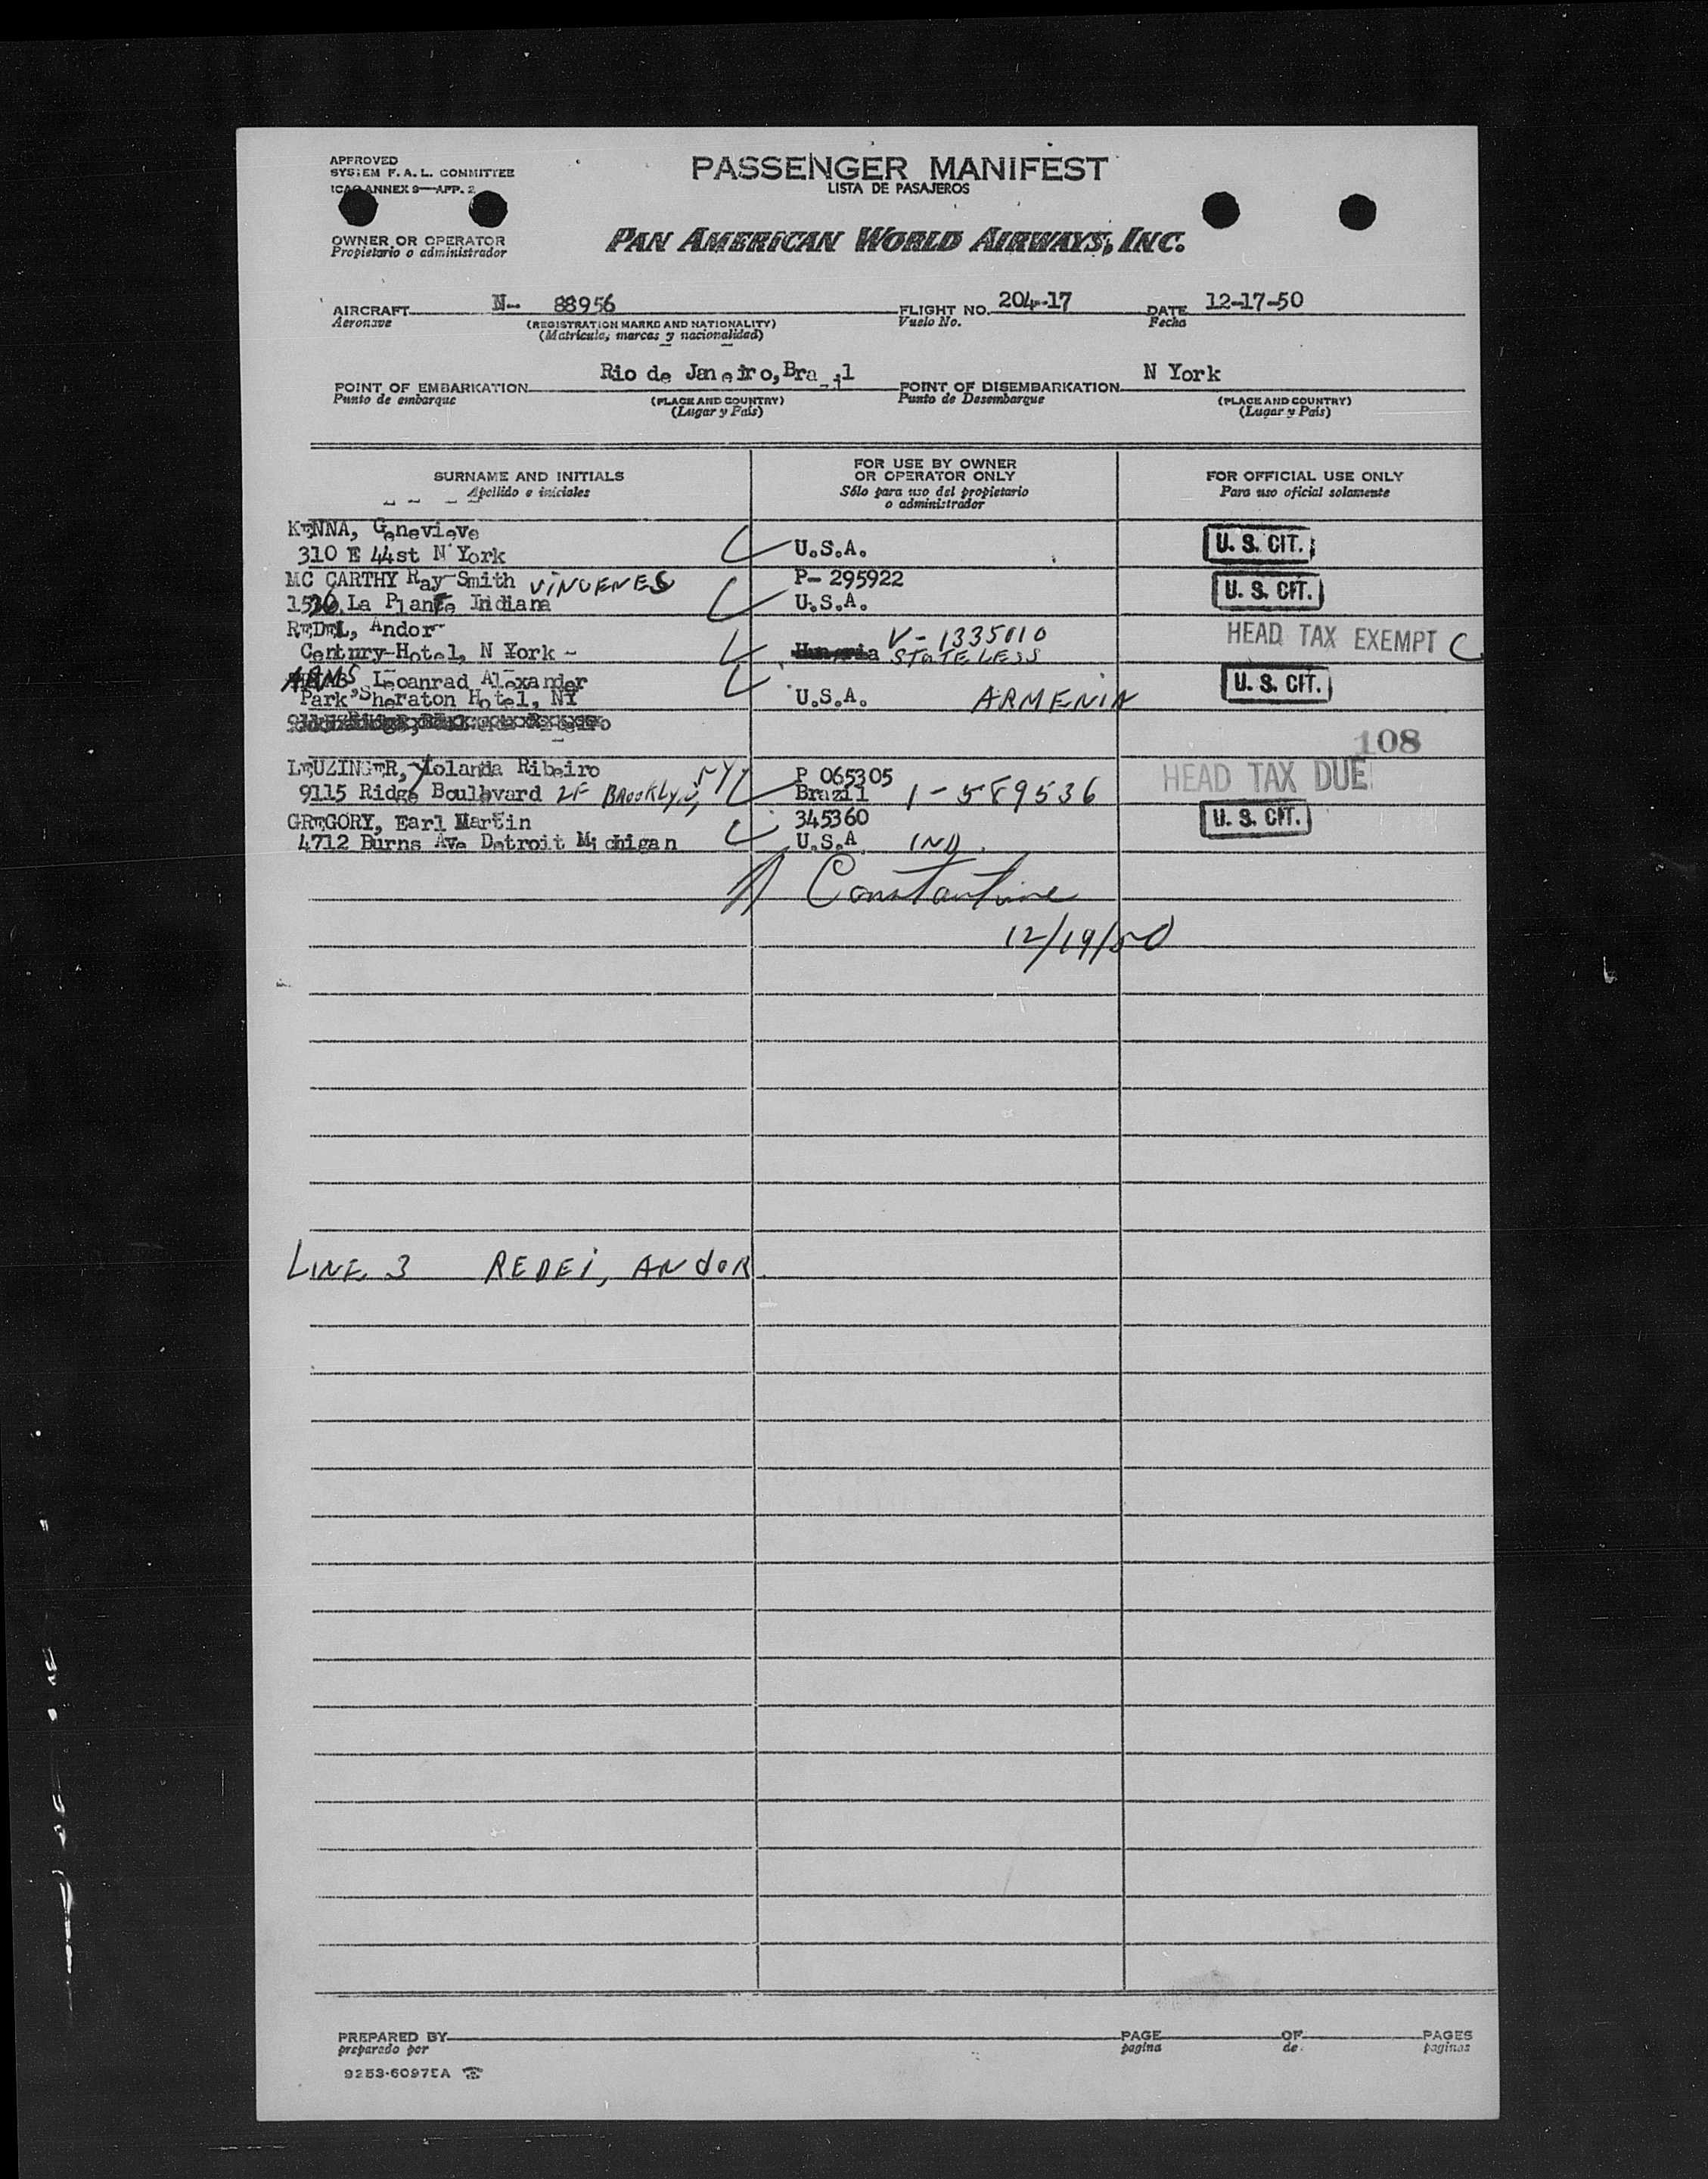 APPROVED
SYSTEM F. A. L. COMMITTEE
ICAO ANNEX 9—APP. 2
PASSENGER MANIFEST
LISTA DE PASAJEROS
OWNER OR OPERATOR
Propietario o administrador
PAN AMERICAN WORLD AIRWAYS, INC.
AIRCRAFT N- 88956 FLIGHT NO. 204-17 DATE 12-17-50
Aeronave (REGISTRATION MARKS AND NATIONALITY) Vuelo No. Fecha
(Matrícula, marcas y nacionalidad)
POINT OF EMBARKATION Rio de Janeiro, Bra il POINT OF DISEMBARKATION N York
Punto de embarque (PLACE AND COUNTRY) Punto de Desembarque (PLACE AND COUNTRY)
(Lugar y País) (Lugar y País)
SURNAME AND INITIALS FOR USE BY OWNER OR OPERATOR ONLY FOR OFFICIAL USE ONLY
Apellido e iniciales Sólo para uso del propietario o administrador Para uso oficial solamente
KENNA, Genevieve
310 E 44st N York U.S.A. U. S. CIT.
MC CARTHY Ray Smith VINCENES P- 295922
La Plante Indiana U.S.A. U. S. CIT.
REDEL, Andor V-1335010 HEAD TAX EXEMPT C
Century-Hotel, N York - Hungria STATELESS
ARMS Leoanrad Alexander
Park Sheraton Hotel, NY U.S.A. ARMENIA U. S. CIT.
108
LEUZINGER, Yolanda Ribeiro P 065305 HEAD TAX DUE
9115 Ridge Boulevard 2F BROOKLYN, NY Brazil 1-589536
GREGORY, Earl Martin 345360 U. S. CIT.
4712 Burns Ave Detroit Michigan U.S.A IND.
Constantine
12/19/50
LINE 3 REDEI, ANDOR
PREPARED BY PAGE OF PAGES
preparado por pagina de paginas
9253-6097EA